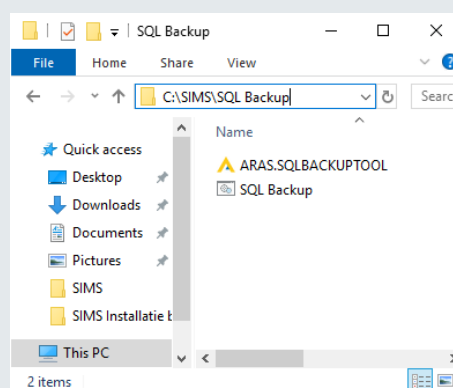 SQL Backup
File Home Share View
C:\SIMS\SQL Backup
Searc
Name
Quick access
Desktop
Downloads
Documents
Pictures
SIMS
SIMS Installatie b
This PC
ARAS.SQLBACKUPTOOL
SQL Backup
2 items